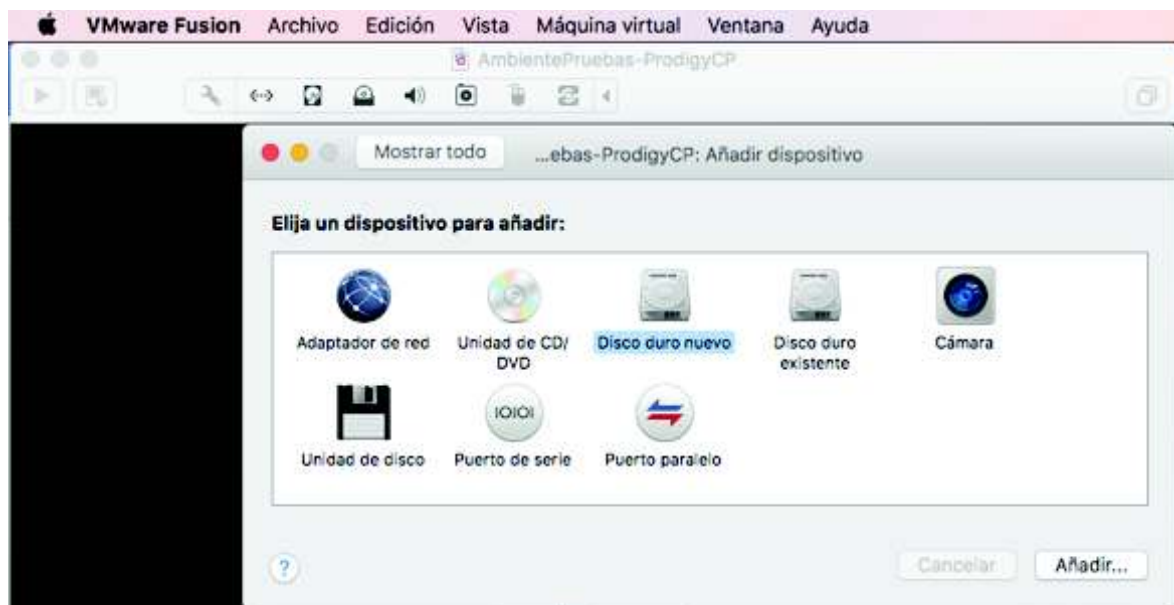 VMware Fusion Archivo Edición Vista Máquina virtual Ventana Ayuda
AmbientePruebas-ProdigyCP
Mostrar todo ...ebas-ProdigyCP: Añadir dispositivo
Elija un dispositivo para añadir:
Adaptador de red Unidad de CD/ Disco duro nuevo Disco duro Cámara
DVD existente
IOIOI
Unidad de disco Puerto de serie Puerto paralelo
? Cancelar Añadir...